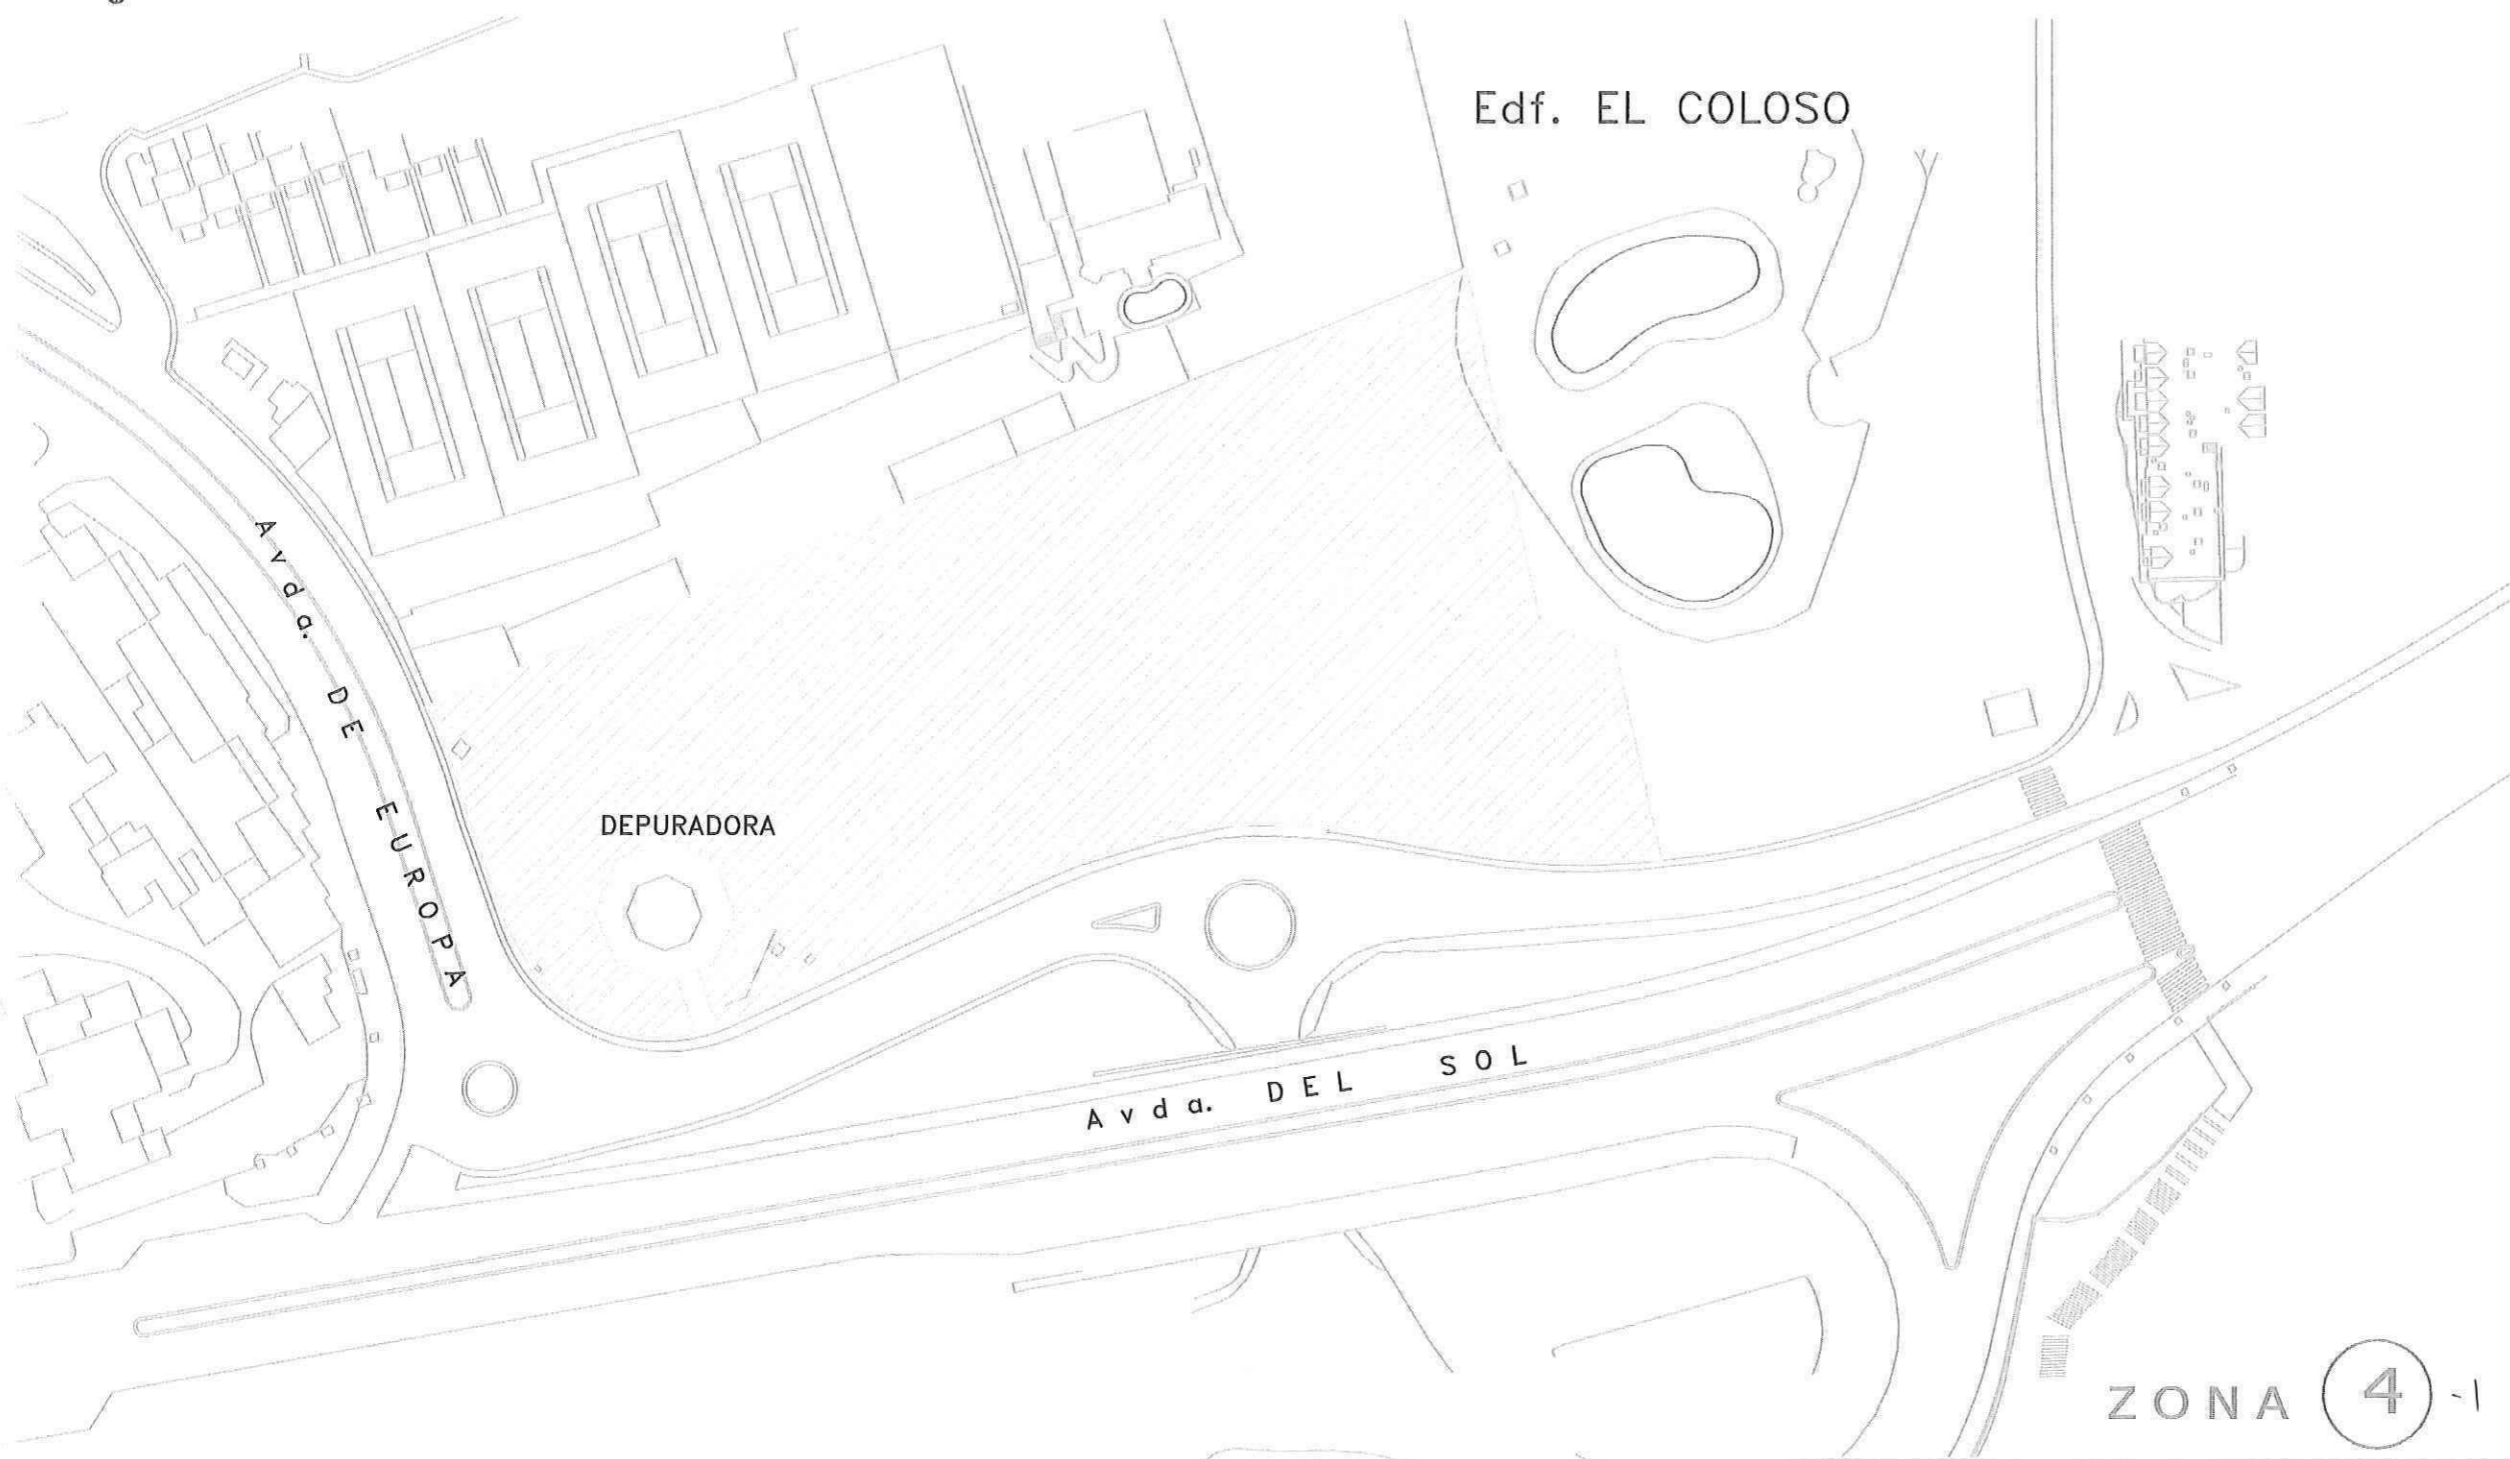 Edf. EL COLOSO
Avda. DE EUROPA
DEPURADORA
Avda. DEL SOL
ZONA 4 -1